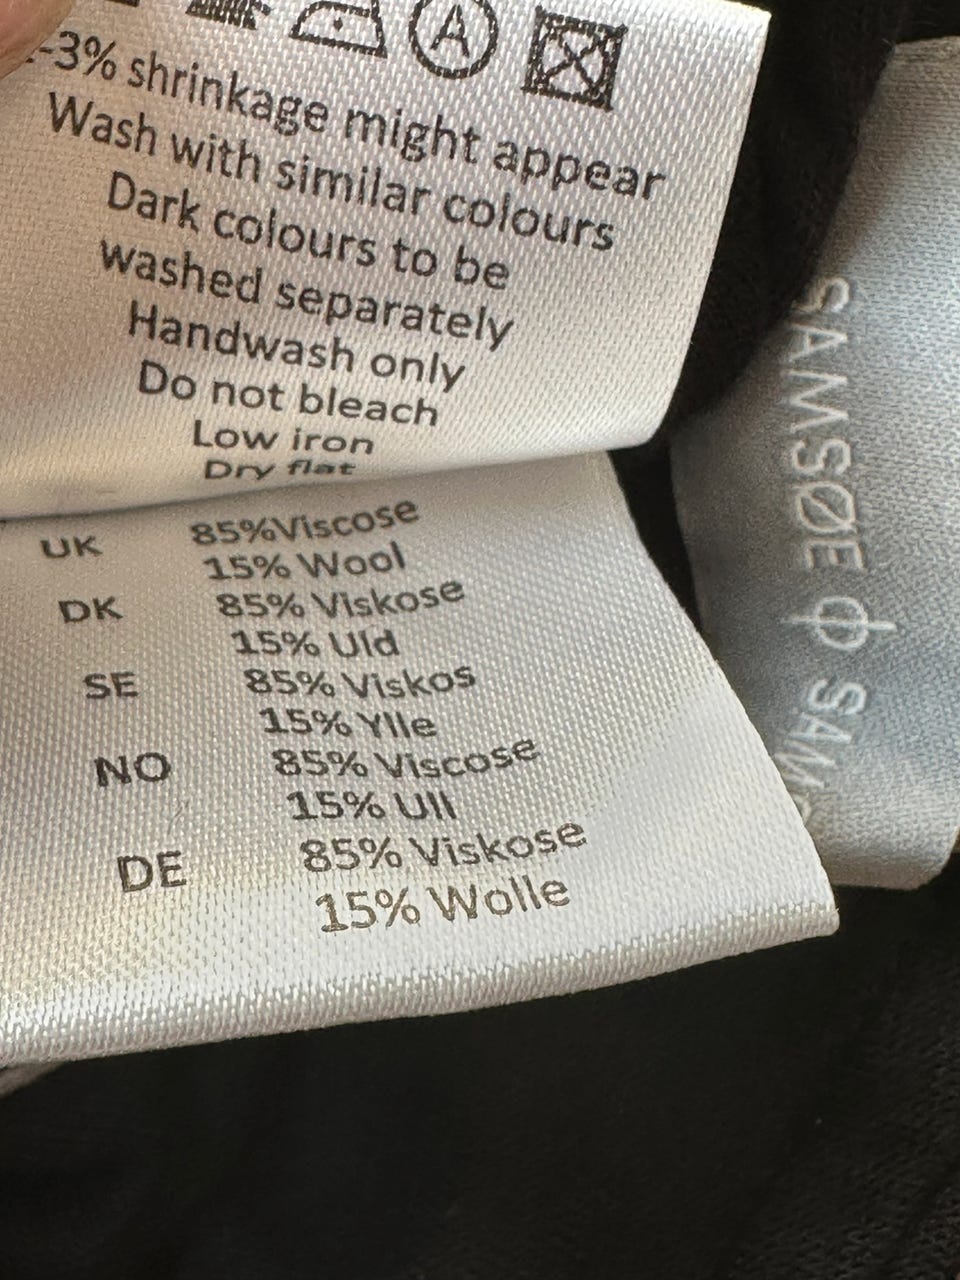 A
-3% shrinkage might appear
Wash with similar colours
Dark colours to be
washed separately
Handwash only
Do not bleach
Low iron
Dry flat
UK 85%Viscose
15% Wool
DK 85% Viskose
15% Uld
SE 85% Viskos
15% Ylle
NO 85% Viscose
15% Ull
DE 85% Viskose
15% Wolle
SAMSØE ϕ SAM